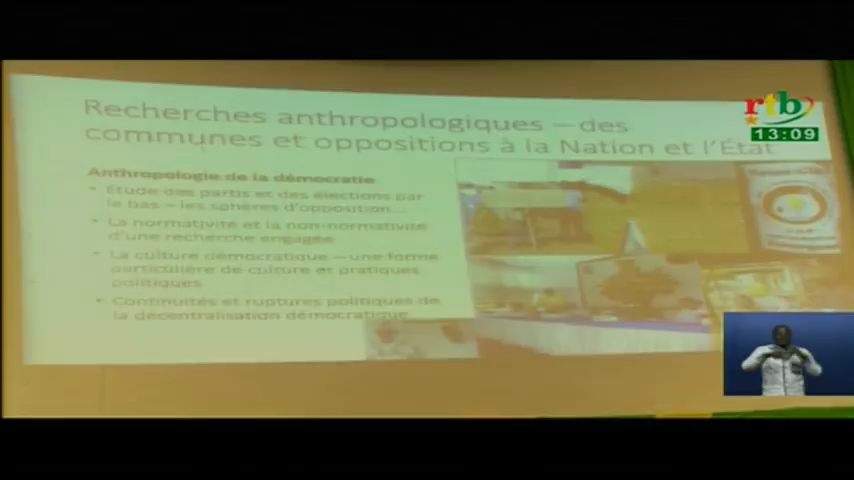 Recherches anthropologiques – des
communes et oppositions à la Nation et l'État
rtb
13:09
Anthropologie de la démocratie
• Étude des partis et des élections par
le bas – les sphères d'opposition...
• La normativité et la non-normativité
d'une recherche engagée
• La culture démocratique – une forme
particulière de culture et pratiques
politiques
• Continuités et ruptures politiques de
la décentralisation démocratique